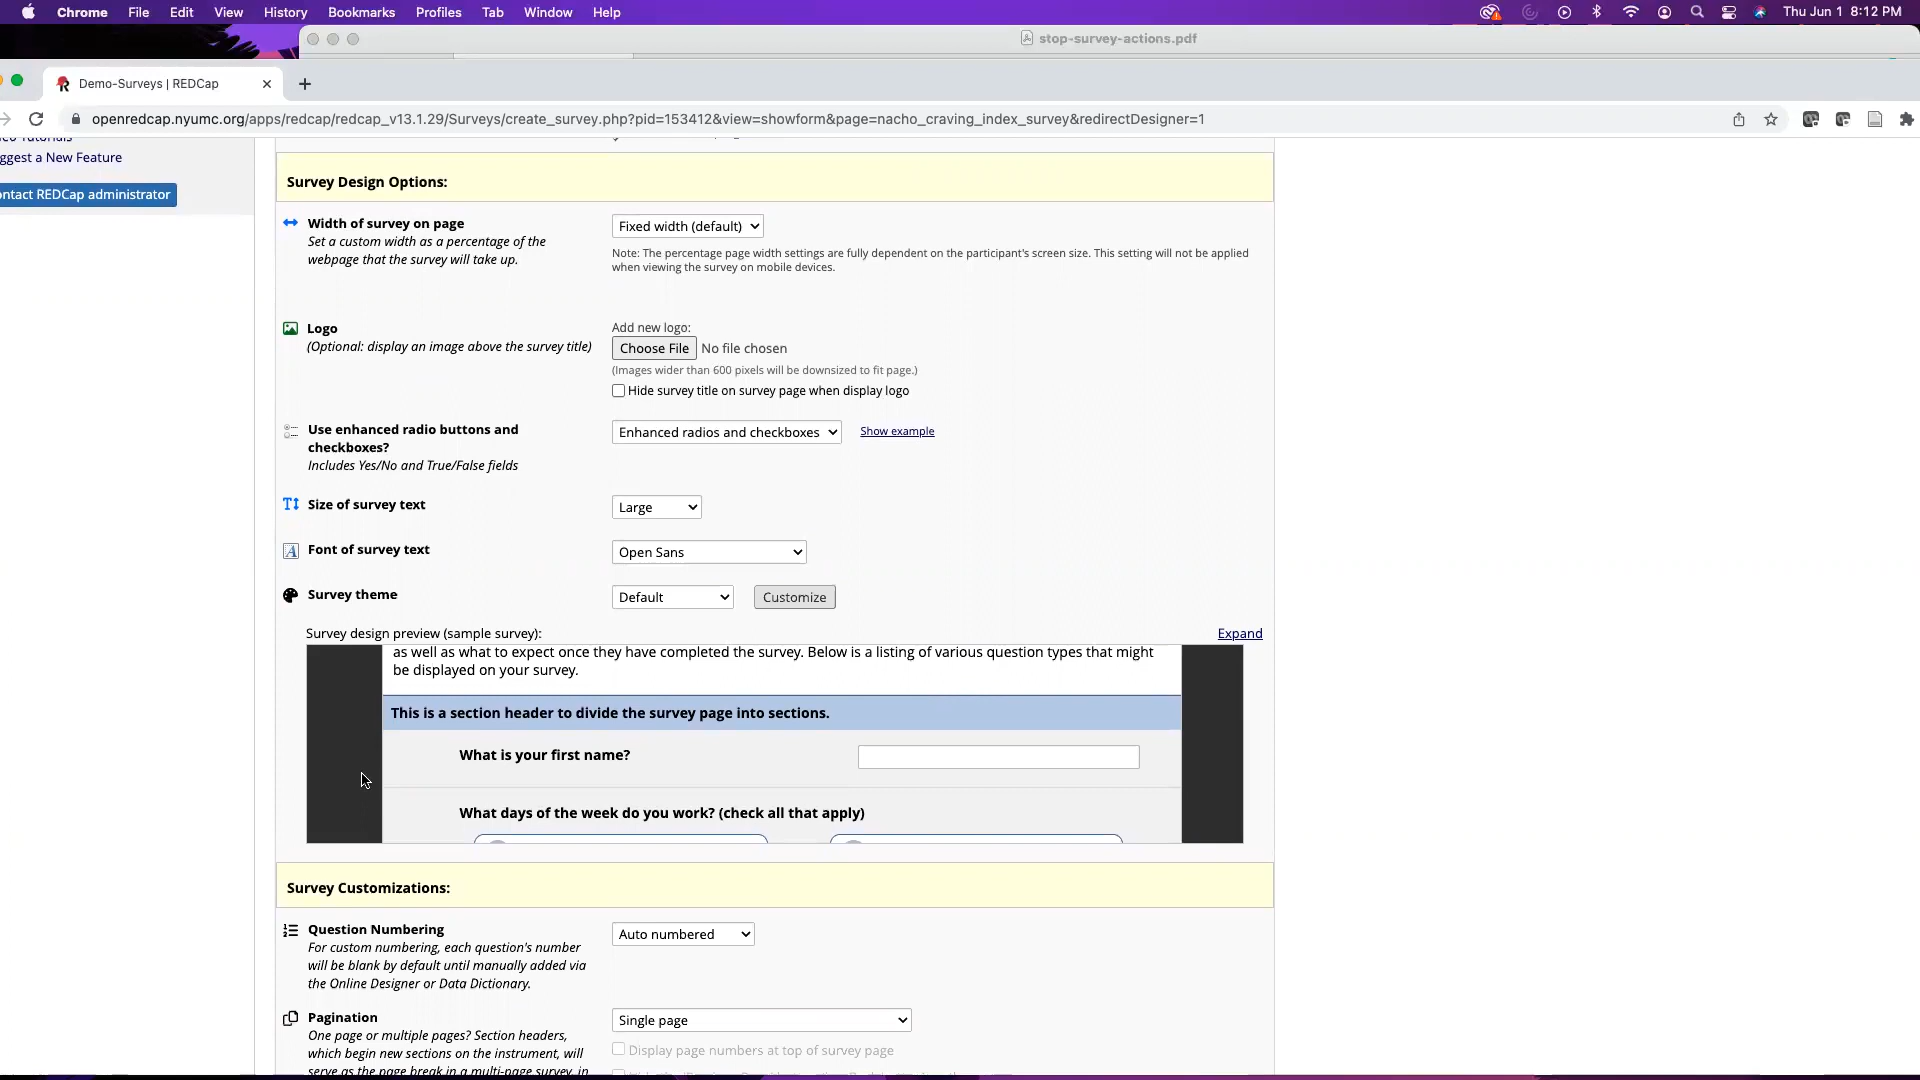 Chrome File Edit View History Bookmarks Profiles Tab Window Help
Thu Jun 1 8:12 PM
stop-survey-actions.pdf
Demo-Surveys | REDCap
openredcap.nyumc.org/apps/redcap/redcap_v13.1.29/Surveys/create_survey.php?pid=153412&view=showform&page=nacho_craving_index_survey&redirectDesigner=1
eo Tutorials
ggest a New Feature
ontact REDCap administrator
Survey Design Options:
Width of survey on page
Set a custom width as a percentage of the
webpage that the survey will take up.
Fixed width (default)
Note: The percentage page width settings are fully dependent on the participant's screen size. This setting will not be applied
when viewing the survey on mobile devices.
Logo
(Optional: display an image above the survey title)
Add new logo:
Choose File No file chosen
(Images wider than 600 pixels will be downsized to fit page.)
Hide survey title on survey page when display logo
Use enhanced radio buttons and
checkboxes?
Includes Yes/No and True/False fields
Enhanced radios and checkboxes
Show example
Size of survey text
Large
Font of survey text
Open Sans
Survey theme
Default
Customize
Survey design preview (sample survey):
Expand
as well as what to expect once they have completed the survey. Below is a listing of various question types that might
be displayed on your survey.
This is a section header to divide the survey page into sections.
What is your first name?
What days of the week do you work? (check all that apply)
Survey Customizations:
Question Numbering
For custom numbering, each question's number
will be blank by default until manually added via
the Online Designer or Data Dictionary.
Auto numbered
Pagination
One page or multiple pages? Section headers,
which begin new sections on the instrument, will
serve as the page break in a multi-page survey, in
Single page
Display page numbers at top of survey page